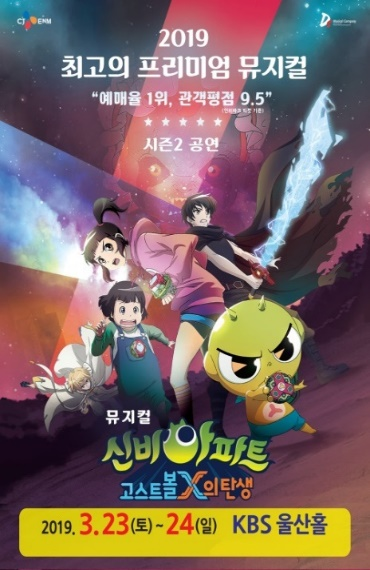 CJ ENM
2019
최고의 프리미엄 뮤지컬
“예매율 1위, 관객평점 9.5”
시즌2 공연
뮤지컬
신비아파트
고스트볼X의탄생
2019. 3.23(토)~24(일) KBS 울산홀